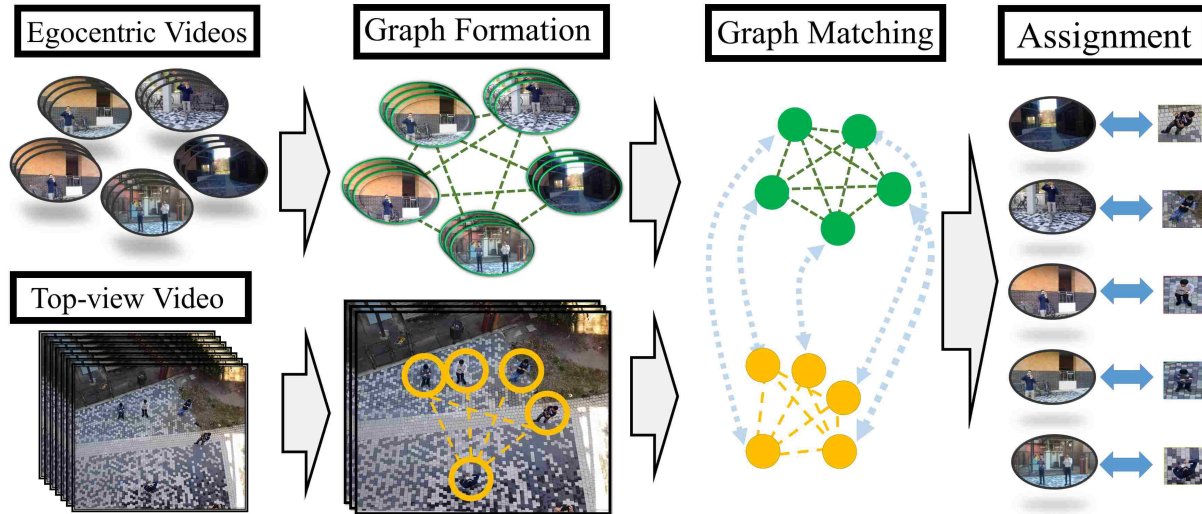 Egocentric Videos
Graph Formation
Graph Matching
Assignment
Top-view Video